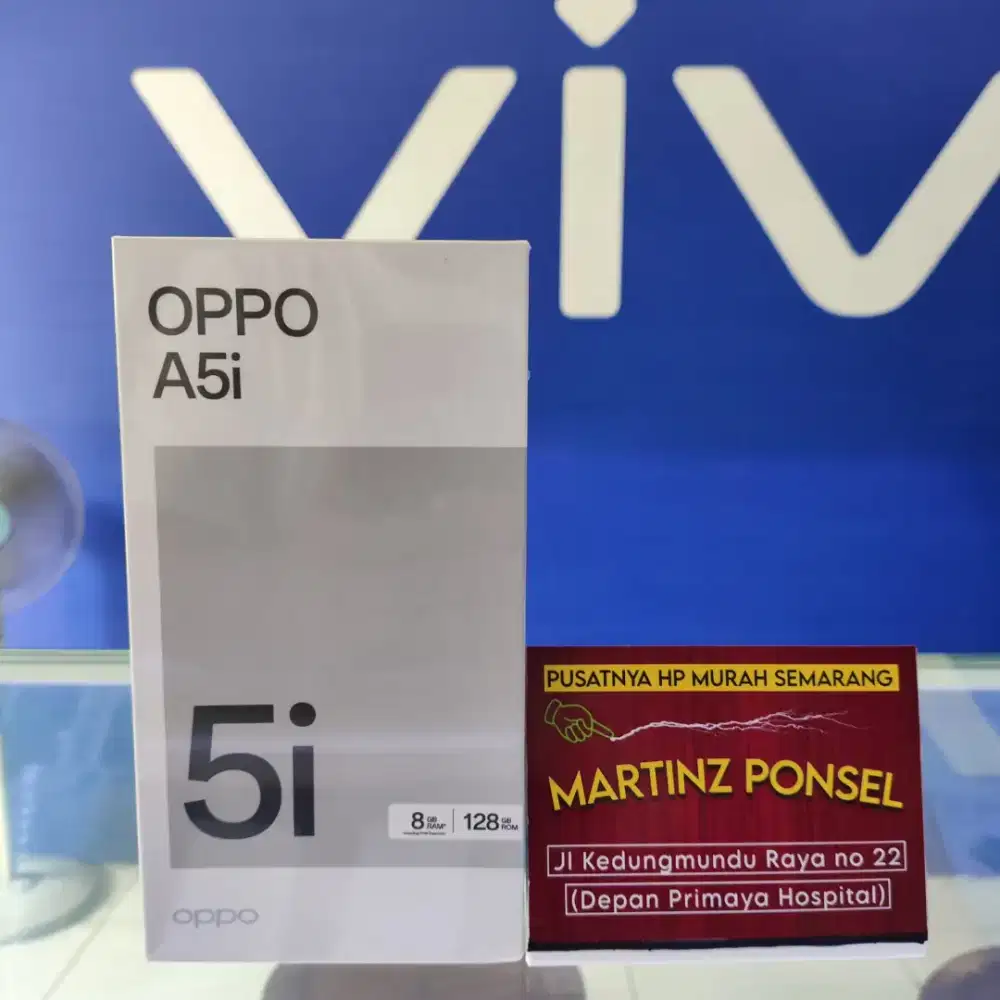 viv
OPPO
A5i
5i
8 GB RAM* | 128 GB ROM
oppo
PUSATNYA HP MURAH SEMARANG
MARTINZ PONSEL
Jl Kedungmundu Raya no 22
(Depan Primaya Hospital)